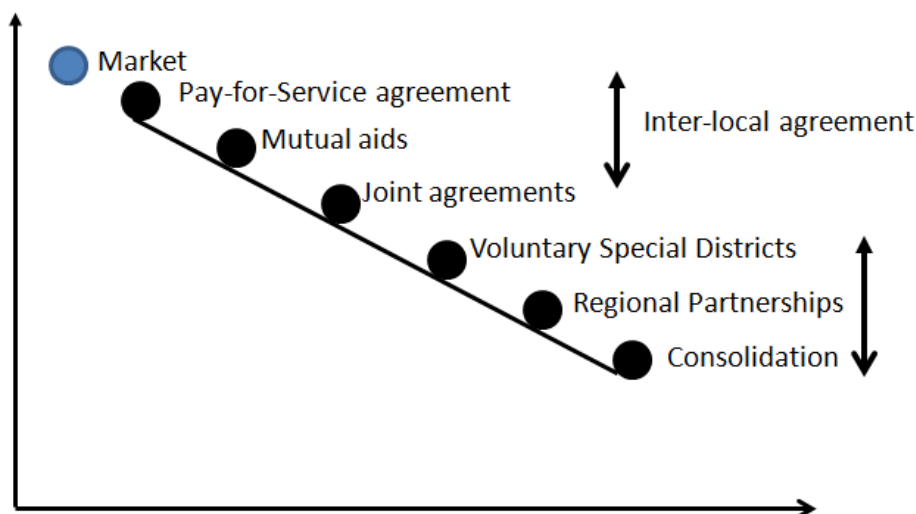 Market
Pay-for-Service agreement
Inter-local agreement
Mutual aids
Joint agreements
Voluntary Special Districts
Regional Partnerships
Consolidation